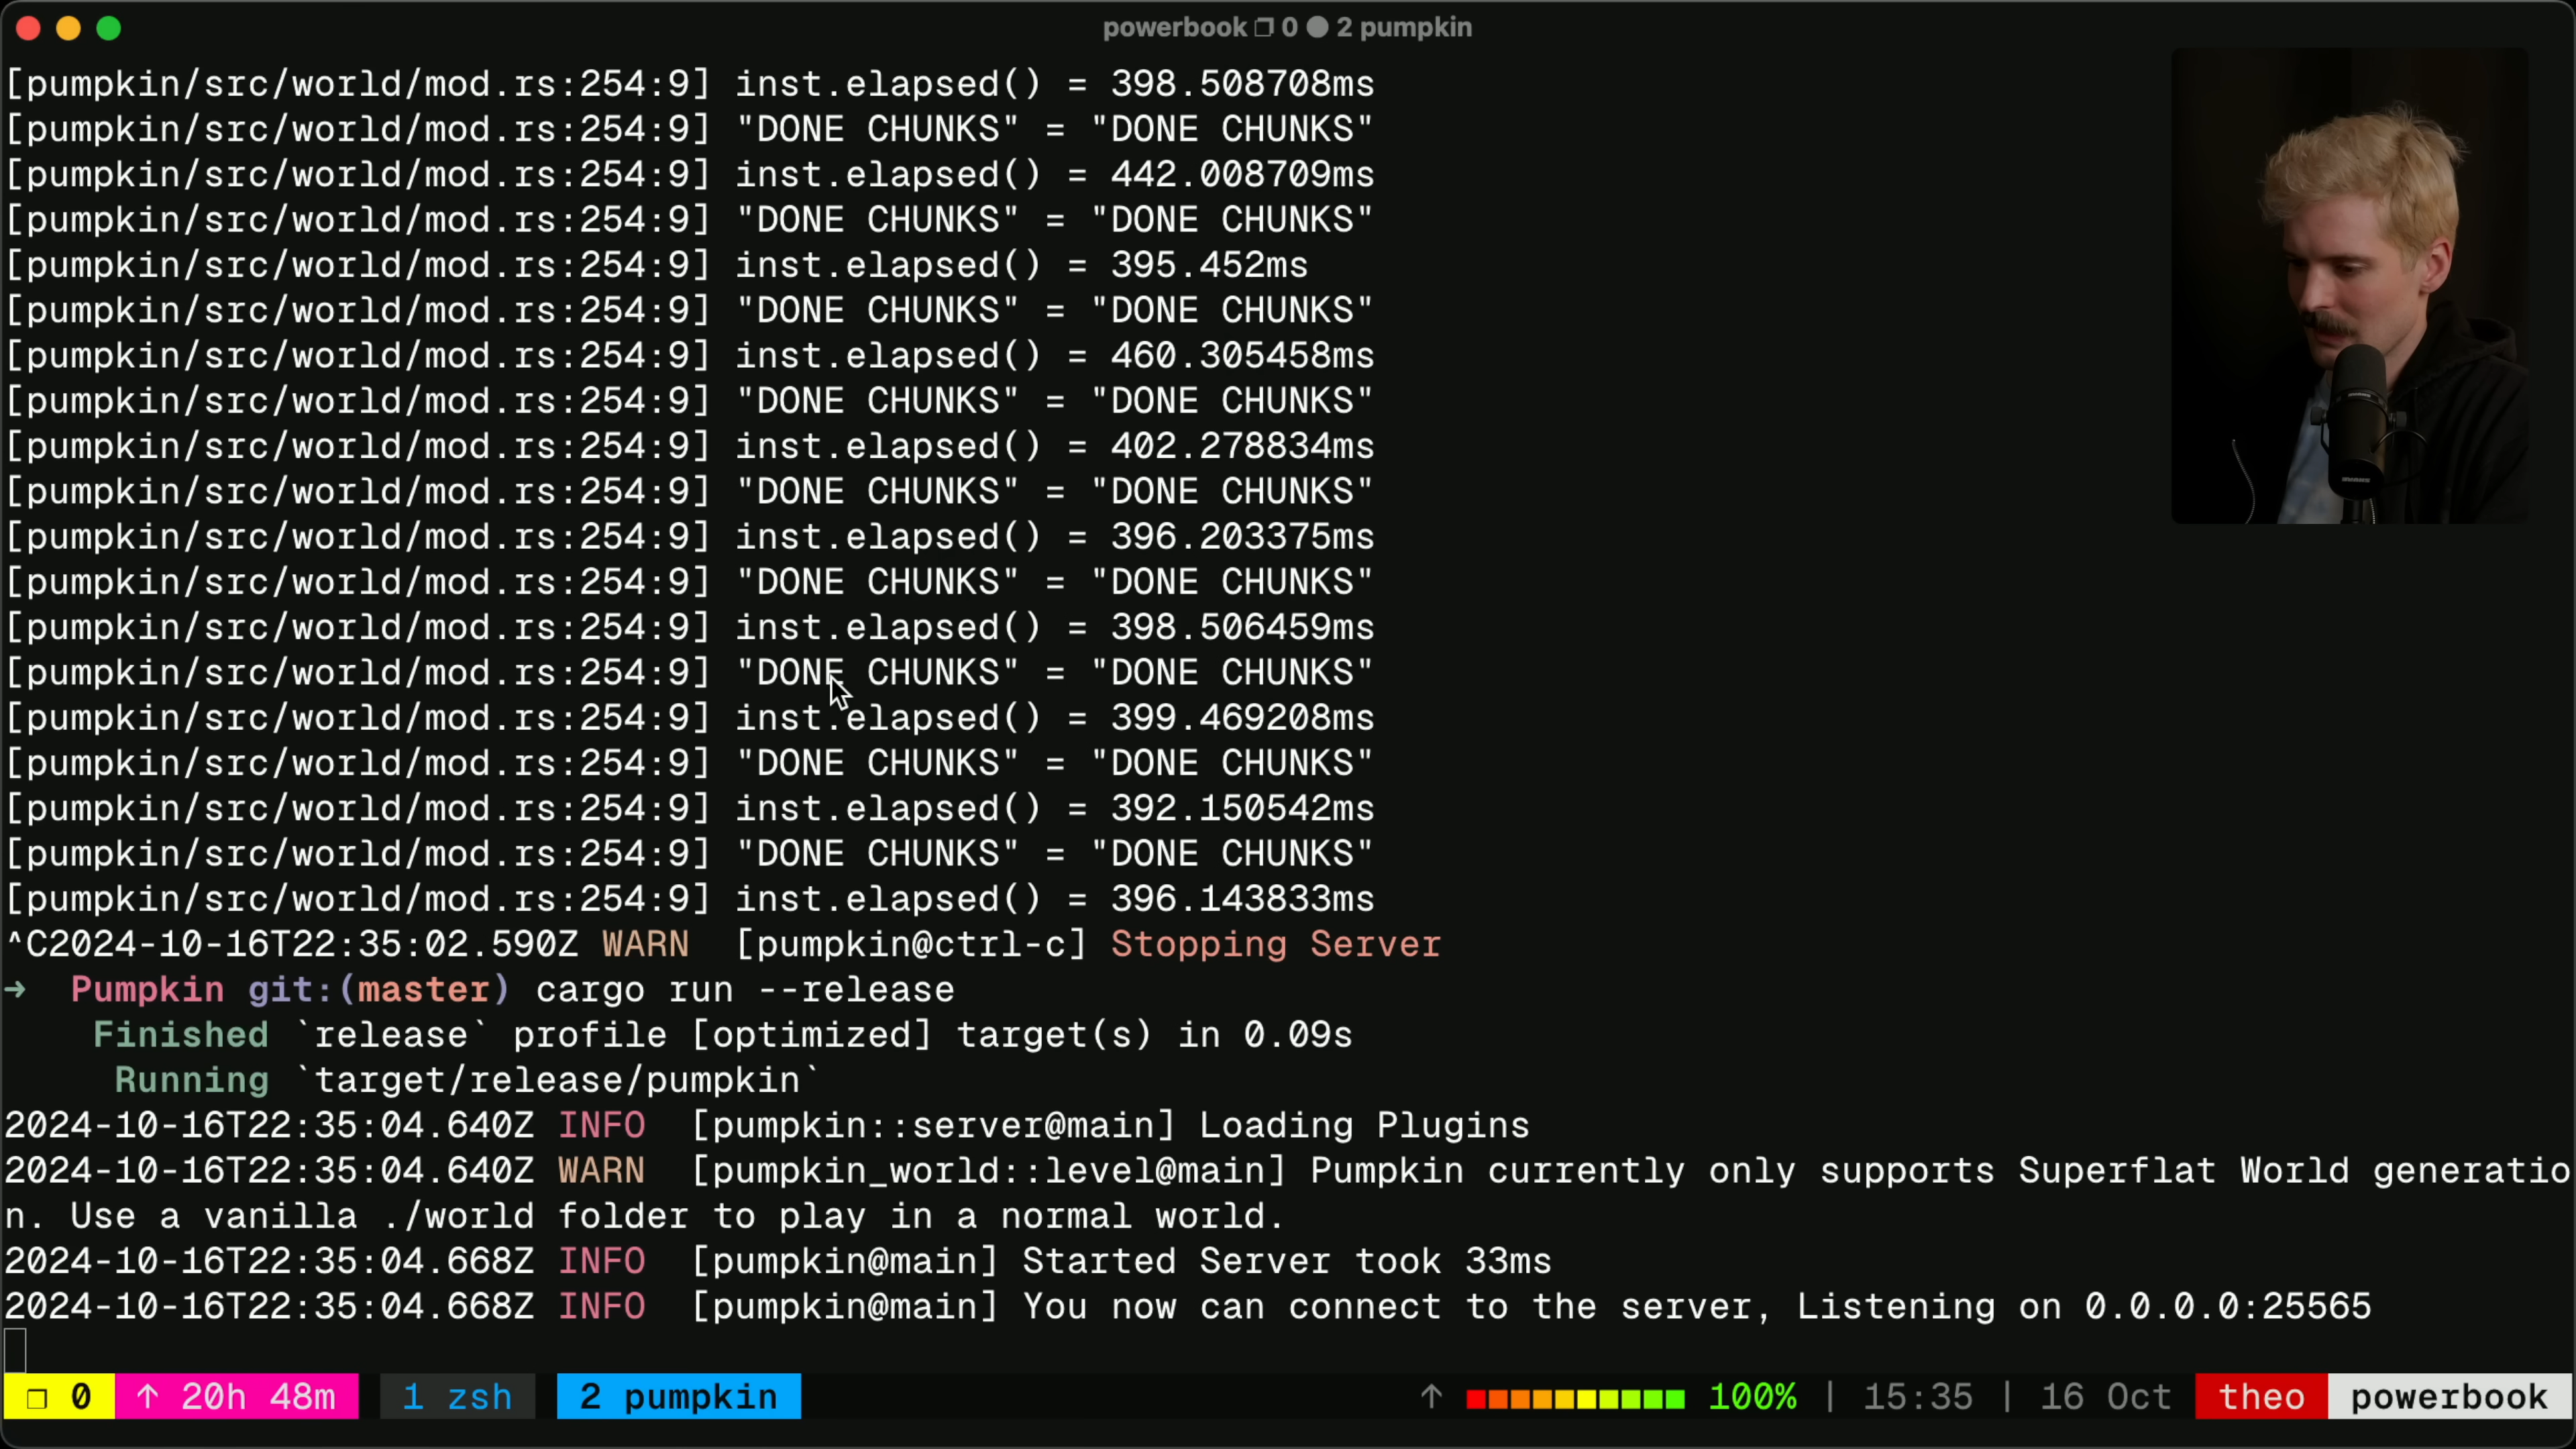 powerbook ❐ 0 ● 2 pumpkin
[pumpkin/src/world/mod.rs:254:9] inst.elapsed() = 398.508708ms
[pumpkin/src/world/mod.rs:254:9] "DONE CHUNKS" = "DONE CHUNKS"
[pumpkin/src/world/mod.rs:254:9] inst.elapsed() = 442.008709ms
[pumpkin/src/world/mod.rs:254:9] "DONE CHUNKS" = "DONE CHUNKS"
[pumpkin/src/world/mod.rs:254:9] inst.elapsed() = 395.452ms
[pumpkin/src/world/mod.rs:254:9] "DONE CHUNKS" = "DONE CHUNKS"
[pumpkin/src/world/mod.rs:254:9] inst.elapsed() = 460.305458ms
[pumpkin/src/world/mod.rs:254:9] "DONE CHUNKS" = "DONE CHUNKS"
[pumpkin/src/world/mod.rs:254:9] inst.elapsed() = 402.278834ms
[pumpkin/src/world/mod.rs:254:9] "DONE CHUNKS" = "DONE CHUNKS"
[pumpkin/src/world/mod.rs:254:9] inst.elapsed() = 396.203375ms
[pumpkin/src/world/mod.rs:254:9] "DONE CHUNKS" = "DONE CHUNKS"
[pumpkin/src/world/mod.rs:254:9] inst.elapsed() = 398.506459ms
[pumpkin/src/world/mod.rs:254:9] "DONE CHUNKS" = "DONE CHUNKS"
[pumpkin/src/world/mod.rs:254:9] inst.elapsed() = 399.469208ms
[pumpkin/src/world/mod.rs:254:9] "DONE CHUNKS" = "DONE CHUNKS"
[pumpkin/src/world/mod.rs:254:9] inst.elapsed() = 392.150542ms
[pumpkin/src/world/mod.rs:254:9] "DONE CHUNKS" = "DONE CHUNKS"
[pumpkin/src/world/mod.rs:254:9] inst.elapsed() = 396.143833ms
^C2024-10-16T22:35:02.590Z WARN  [pumpkin@ctrl-c] Stopping Server
➜  Pumpkin git:(master) cargo run --release
    Finished `release` profile [optimized] target(s) in 0.09s
     Running `target/release/pumpkin`
2024-10-16T22:35:04.640Z INFO  [pumpkin::server@main] Loading Plugins
2024-10-16T22:35:04.640Z WARN  [pumpkin_world::level@main] Pumpkin currently only supports Superflat World generatio
n. Use a vanilla ./world folder to play in a normal world.
2024-10-16T22:35:04.668Z INFO  [pumpkin@main] Started Server took 33ms
2024-10-16T22:35:04.668Z INFO  [pumpkin@main] You now can connect to the server, Listening on 0.0.0.0:25565
❐ 0 ↑ 20h 48m 1 zsh 2 pumpkin ↑ 100% | 15:35 | 16 Oct theo powerbook